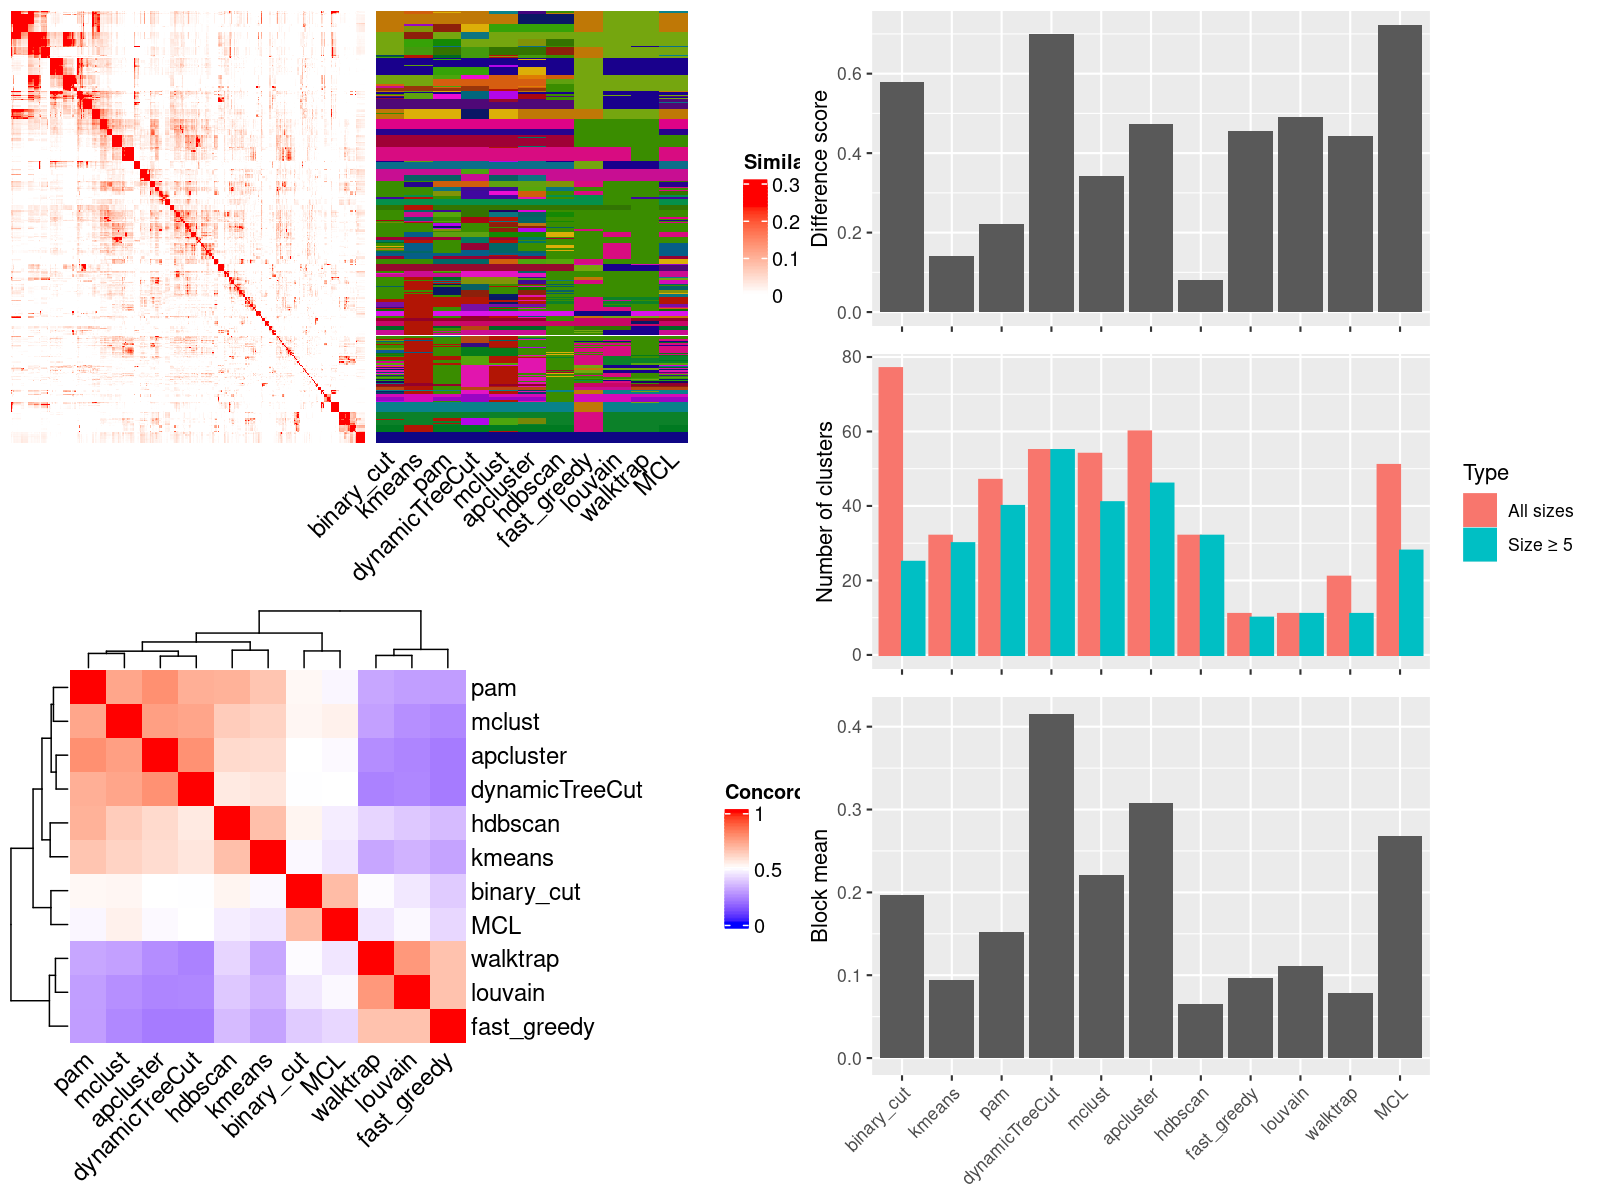 Simila
0.3
0.2
0.1
0
binary_cut
kmeans
pam
dynamicTreeCut
mclust
apcluster
hdbscan
fast_greedy
louvain
walktrap
MCL
pam
mclust
apcluster
dynamicTreeCut
hdbscan
kmeans
binary_cut
MCL
walktrap
louvain
fast_greedy
pam
mclust
apcluster
dynamicTreeCut
hdbscan
kmeans
binary_cut
MCL
walktrap
louvain
fast_greedy
Concord
1
0.5
0
Difference score
0.6
0.4
0.2
0.0
Number of clusters
80
60
40
20
0
Type
All sizes
Size ≥ 5
Block mean
0.4
0.3
0.2
0.1
0.0
binary_cut
kmeans
pam
dynamicTreeCut
mclust
apcluster
hdbscan
fast_greedy
louvain
walktrap
MCL